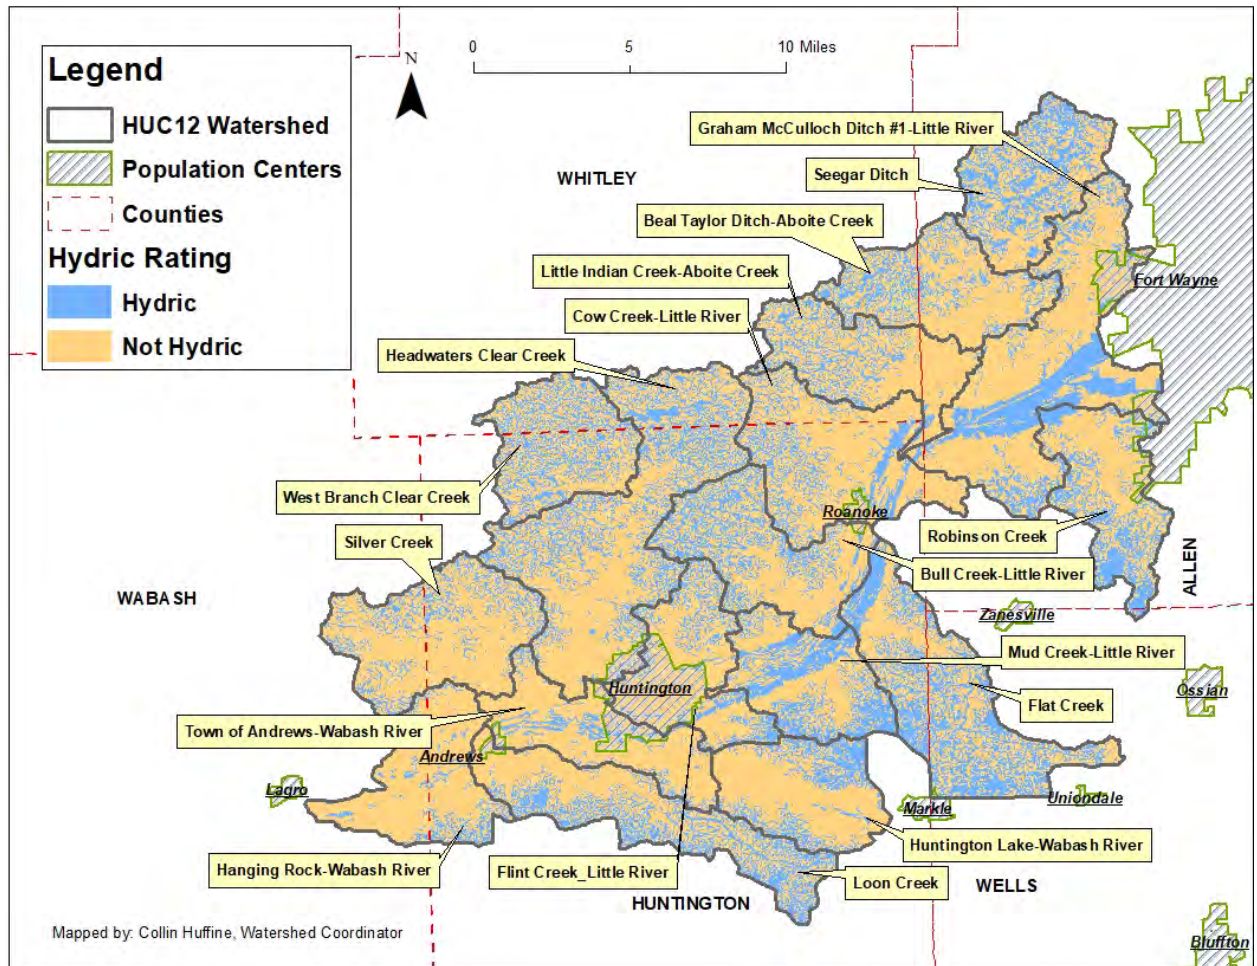 Legend
HUC12 Watershed
Population Centers
Counties
Hydric Rating
Hydric
Not Hydric
0 5 10 Miles
N
WHITLEY
Graham McCulloch Ditch #1-Little River
Seegar Ditch
Beal Taylor Ditch-Aboite Creek
Little Indian Creek-Aboite Creek
Fort Wayne
Cow Creek-Little River
Headwaters Clear Creek
West Branch Clear Creek
Roanoke
Silver Creek
Robinson Creek
Bull Creek-Little River
ALLEN
WABASH
Zanesville
Mud Creek-Little River
Huntington
Ossian
Flat Creek
Town of Andrews-Wabash River
Andrews
Lagro
Markle
Uniondale
Huntington Lake-Wabash River
Hanging Rock-Wabash River
Flint Creek_Little River
Loon Creek
WELLS
HUNTINGTON
Mapped by: Collin Huffine, Watershed Coordinator
Bluffton